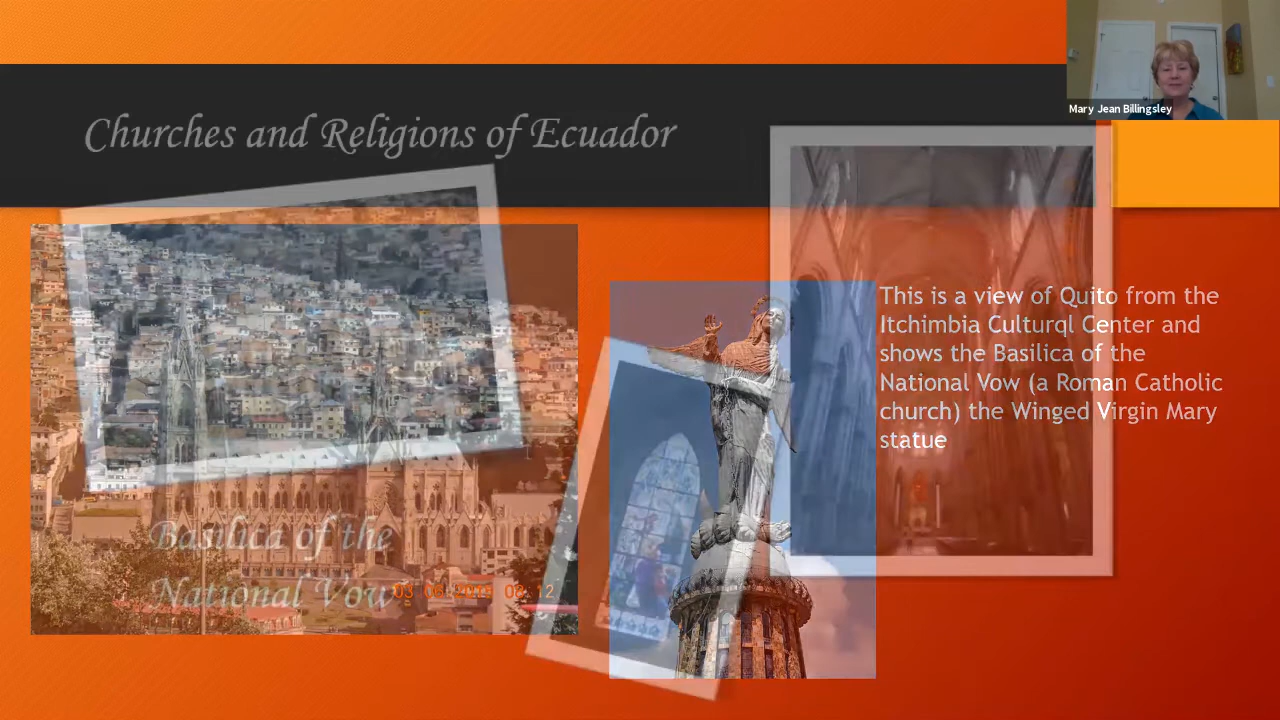 Mary Jean Billingsley
Churches and Religions of Ecuador
This is a view of Quito from the
Itchimbia Culturql Center and
shows the Basilica of the
National Vow (a Roman Catholic
church) the Winged Virgin Mary
statue
Basilica of the
National Vow